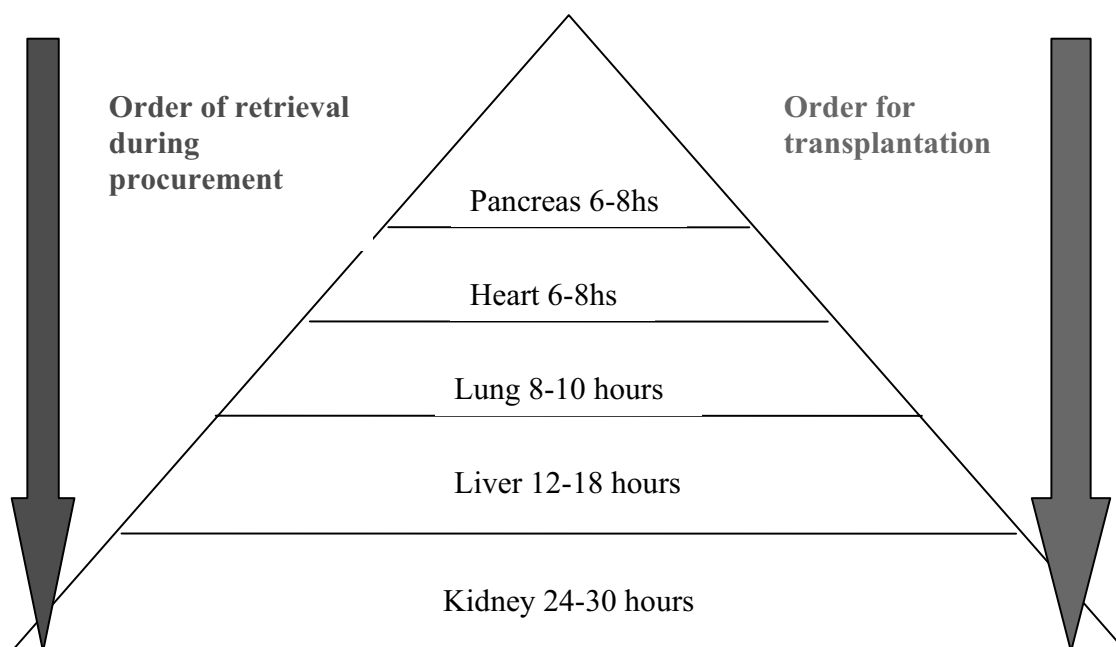 Order of retrieval
during
procurement
Order for
transplantation
Pancreas 6-8hs
Heart 6-8hs
Lung 8-10 hours
Liver 12-18 hours
Kidney 24-30 hours